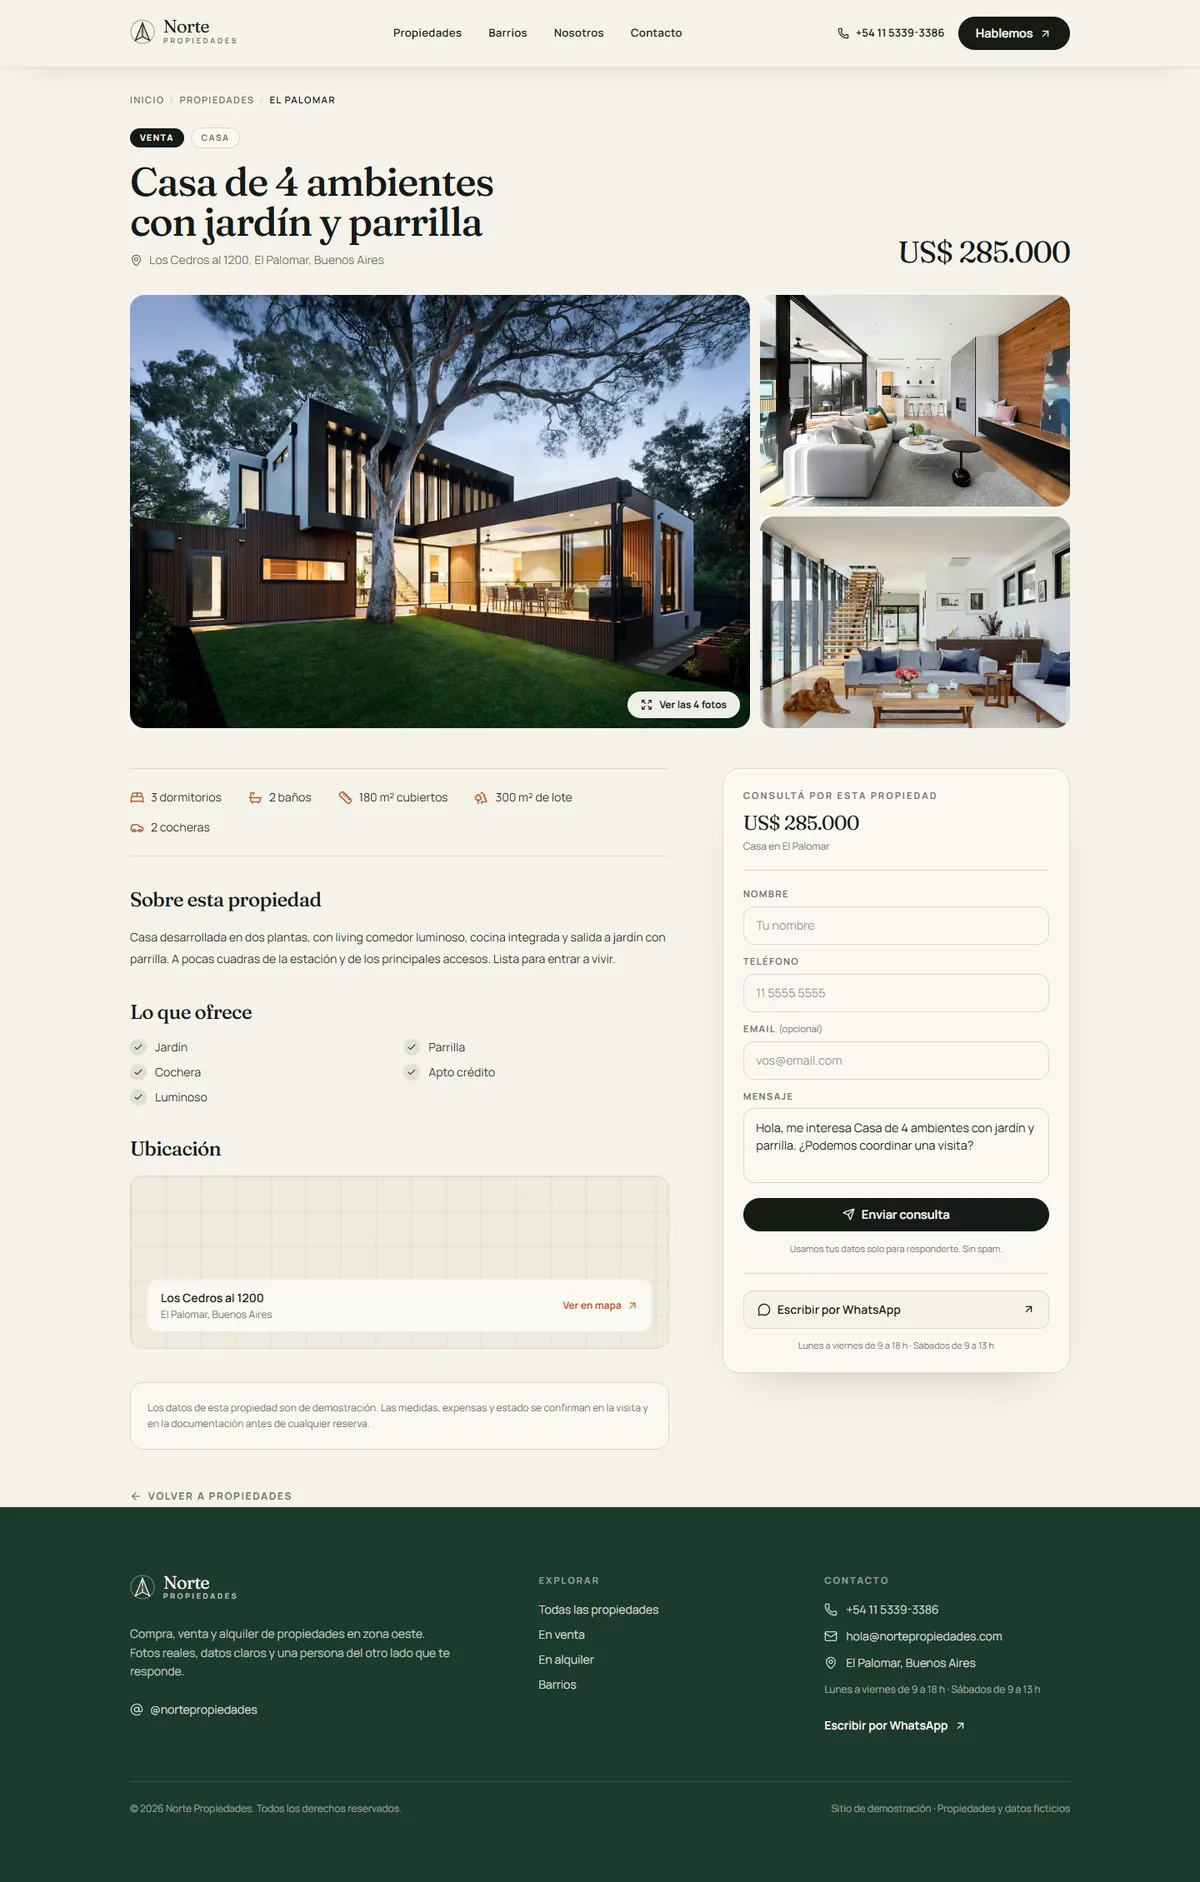 Norte
PROPIEDADES
Propiedades
Barrios
Nosotros
Contacto
+54 11 5339-3386
Hablemos
INICIO / PROPIEDADES / EL PALOMAR
VENTA
CASA
Casa de 4 ambientes
con jardín y parrilla
Los Cedros al 1200, El Palomar, Buenos Aires
US$ 285.000
Ver las 4 fotos
3 dormitorios
2 baños
180 m² cubiertos
300 m² de lote
2 cocheras
Sobre esta propiedad
Casa desarrollada en dos plantas, con living comedor luminoso, cocina integrada y salida a jardín con
parrilla. A pocas cuadras de la estación y de los principales accesos. Lista para entrar a vivir.
Lo que ofrece
Jardín
Parrilla
Cochera
Apto crédito
Luminoso
Ubicación
Los Cedros al 1200
El Palomar, Buenos Aires
Ver en mapa
Los datos de esta propiedad son de demostración. Las medidas, expensas y estado se confirman en la visita y
en la documentación antes de cualquier reserva.
VOLVER A PROPIEDADES
CONSULTÁ POR ESTA PROPIEDAD
US$ 285.000
Casa en El Palomar
NOMBRE
Tu nombre
TELÉFONO
11 5555 5555
EMAIL (opcional)
vos@email.com
MENSAJE
Hola, me interesa Casa de 4 ambientes con jardín y
parrilla. ¿Podemos coordinar una visita?
Enviar consulta
Usamos tus datos solo para responderte. Sin spam.
Escribir por WhatsApp
Lunes a viernes de 9 a 18 h · Sábados de 9 a 13 h
Norte
PROPIEDADES
Compra, venta y alquiler de propiedades en zona oeste.
Fotos reales, datos claros y una persona del otro lado que te
responde.
@nortepropiedades
EXPLORAR
Todas las propiedades
En venta
En alquiler
Barrios
CONTACTO
+54 11 5339-3386
hola@nortepropiedades.com
El Palomar, Buenos Aires
Lunes a viernes de 9 a 18 h · Sábados de 9 a 13 h
Escribir por WhatsApp
© 2026 Norte Propiedades. Todos los derechos reservados.
Sitio de demostración · Propiedades y datos ficticios